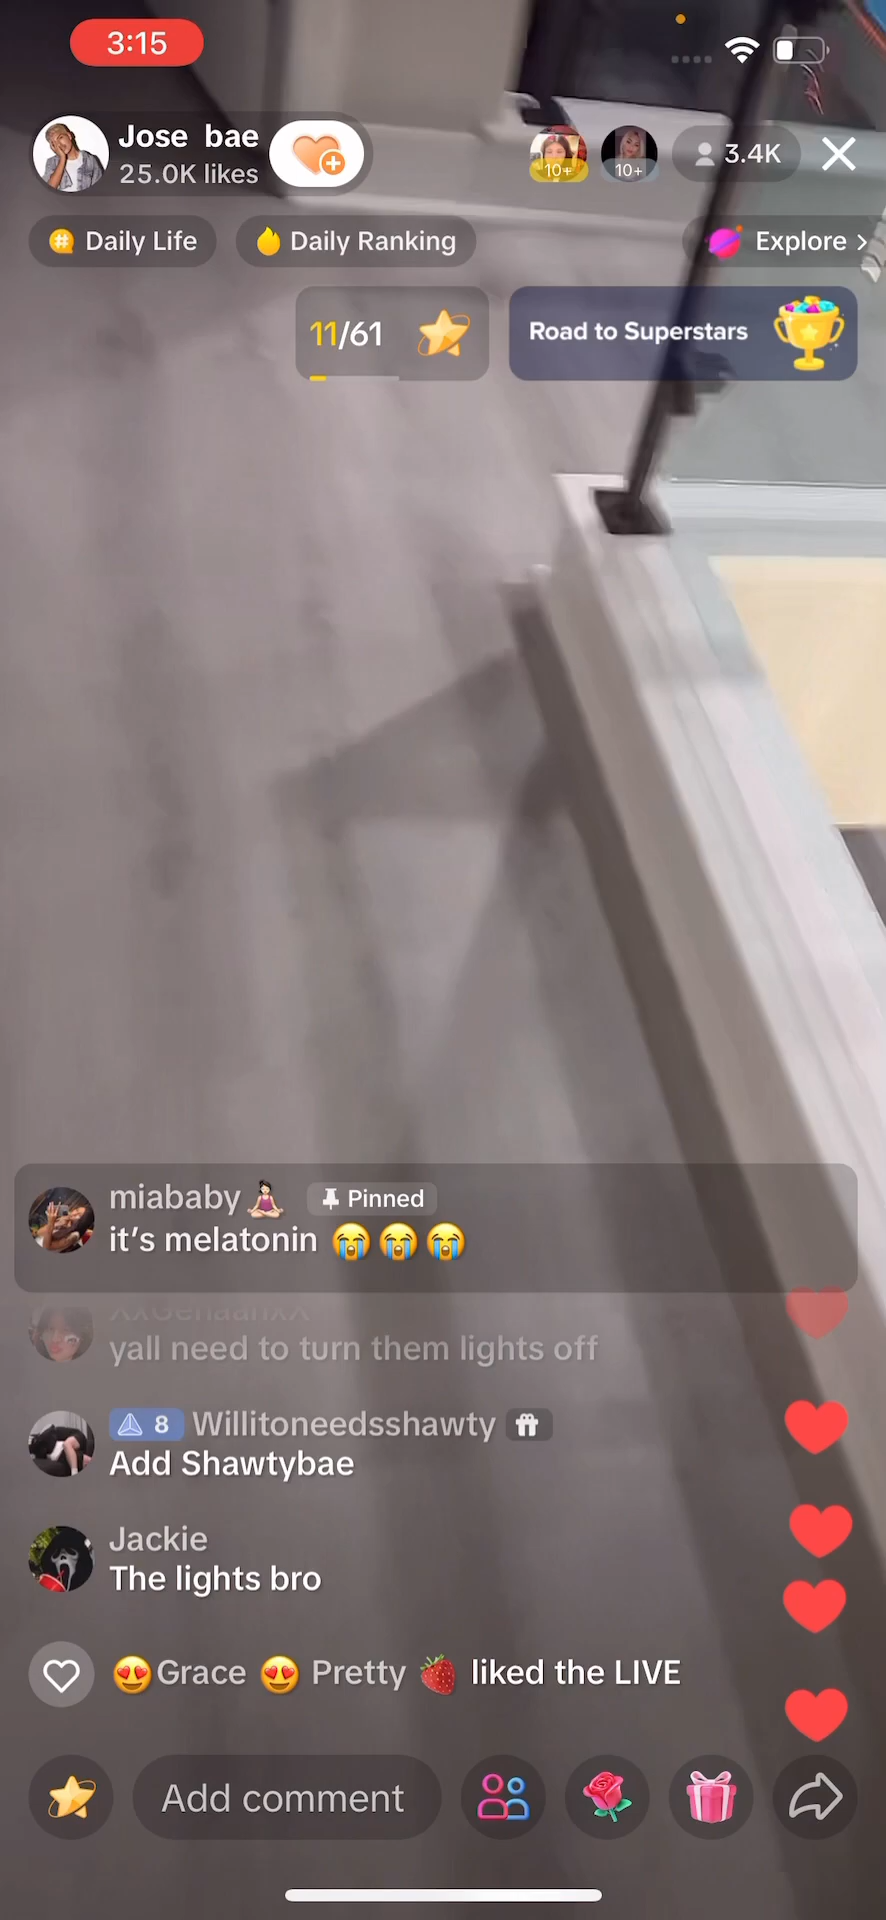 3:15
Jose bae
25.0K likes
10+
10+
3.4K
Daily Life
Daily Ranking
Explore >
11/61
Road to Superstars
miababy🧘🏻‍♀️ Pinned
it's melatonin 😭😭😭
yall need to turn them lights off
8 Willitoneedsshawty
Add Shawtybae
Jackie
The lights bro
😍Grace 😍 Pretty 🍓 liked the LIVE
Add comment